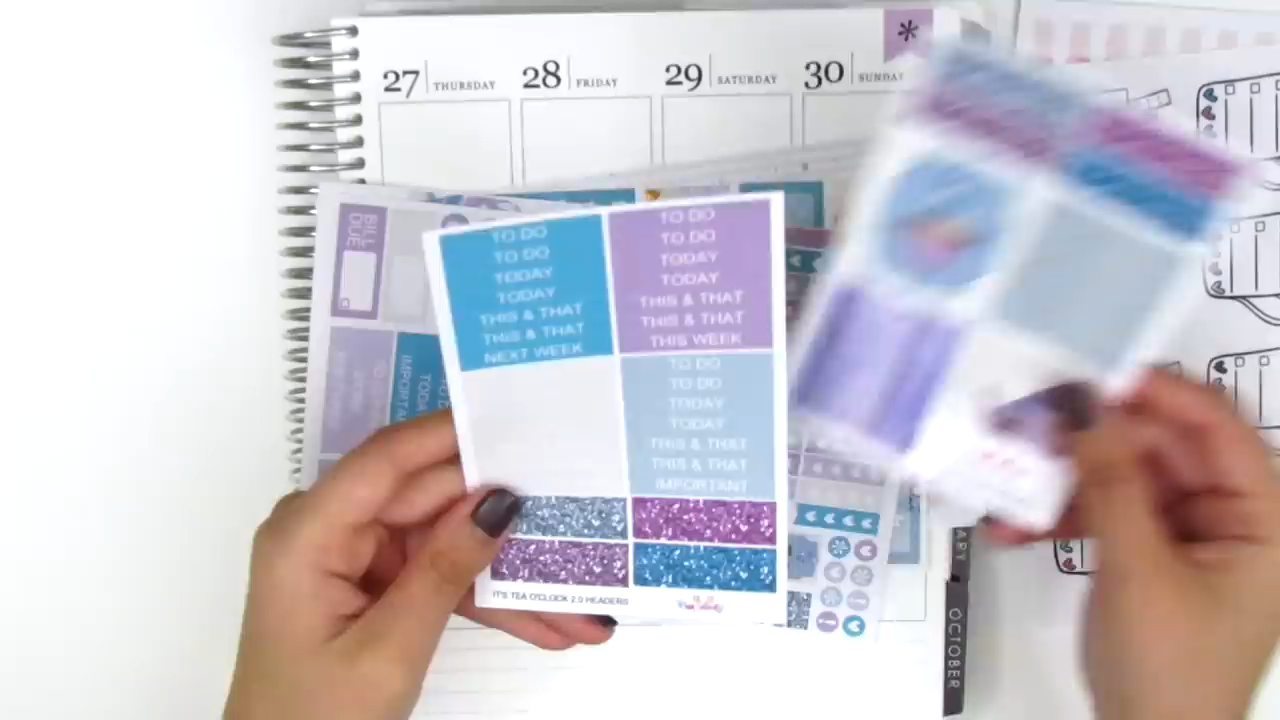 27 THURSDAY 28 FRIDAY 29 SATURDAY 30 SUNDAY
*
BILL DUE
TO DO
TO DO
TODAY
TODAY
THIS & THAT
THIS & THAT
NEXT WEEK
TO DO
TO DO
TODAY
TODAY
THIS & THAT
THIS & THAT
THIS WEEK
TO DO
TO DO
TODAY
TODAY
THIS & THAT
THIS & THAT
IMPORTANT
TODAY
IT'S TEA O'CLOCK 2.0 HEADERS
OCTOBER